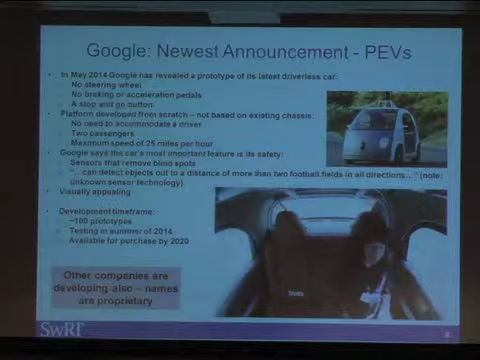 Google: Newest Announcement - PEVs
In May 2014 Google has revealed a prototype of its latest driverless car:
No steering wheel
No braking or acceleration pedals
A stop and go button
Platform developed from scratch – not based on existing chassis:
No need to accommodate a driver
Two passengers
Maximum speed of 25 miles per hour
Google says the car's most important feature is its safety:
Sensors that remove blind spots
"…can detect objects out to a distance of more than two football fields in all directions…" (note:
unknown sensor technology)
Visually appealing
Development timeframe:
~100 prototypes
Testing in summer of 2014
Available for purchase by 2020
Other companies are
developing also – names
are proprietary
SwRI